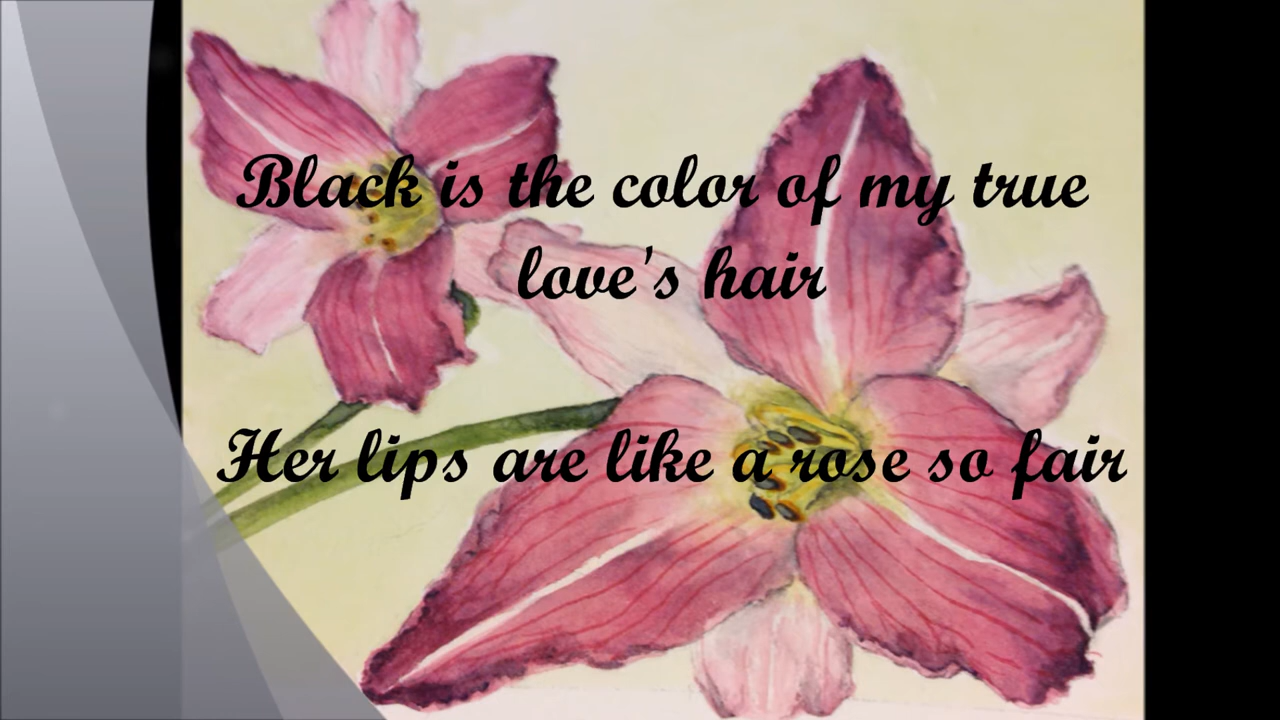 Black is the color of my true
love's hair
Her lips are like a rose so fair